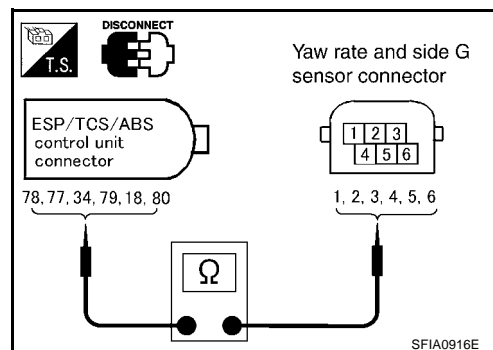 DISCONNECT
T.S.
Yaw rate and side G
sensor connector
ESP/TCS/ABS
control unit
connector
1 2 3
4 5 6
78, 77, 34, 79, 18, 80
1, 2, 3, 4, 5, 6
Ω
SFIA0916E